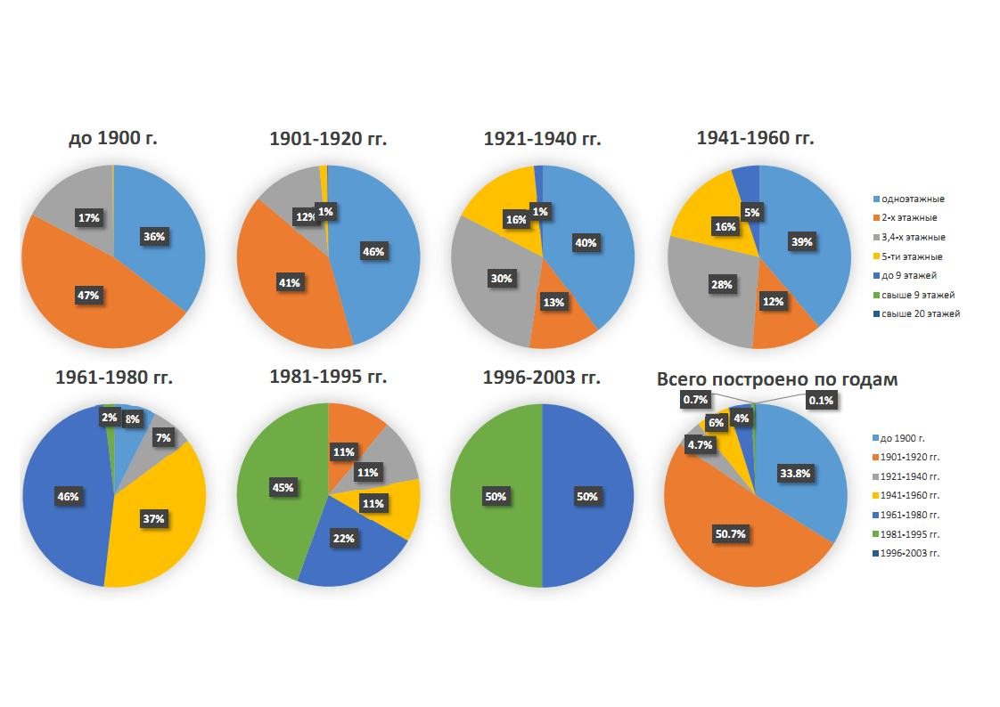 до 1900 г.
36%
47%
17%
1901-1920 гг.
46%
41%
12%
1%
1921-1940 гг.
40%
13%
30%
16%
1%
1941-1960 гг.
39%
12%
28%
16%
5%
одноэтажные
2-х этажные
3,4-х этажные
5-ти этажные
до 9 этажей
свыше 9 этажей
свыше 20 этажей
1961-1980 гг.
8%
7%
37%
46%
2%
1981-1995 гг.
11%
11%
11%
22%
45%
1996-2003 гг.
50%
50%
Всего построено по годам
33.8%
50.7%
4.7%
6%
4%
0.7%
0.1%
до 1900 г.
1901-1920 гг.
1921-1940 гг.
1941-1960 гг.
1961-1980 гг.
1981-1995 гг.
1996-2003 гг.